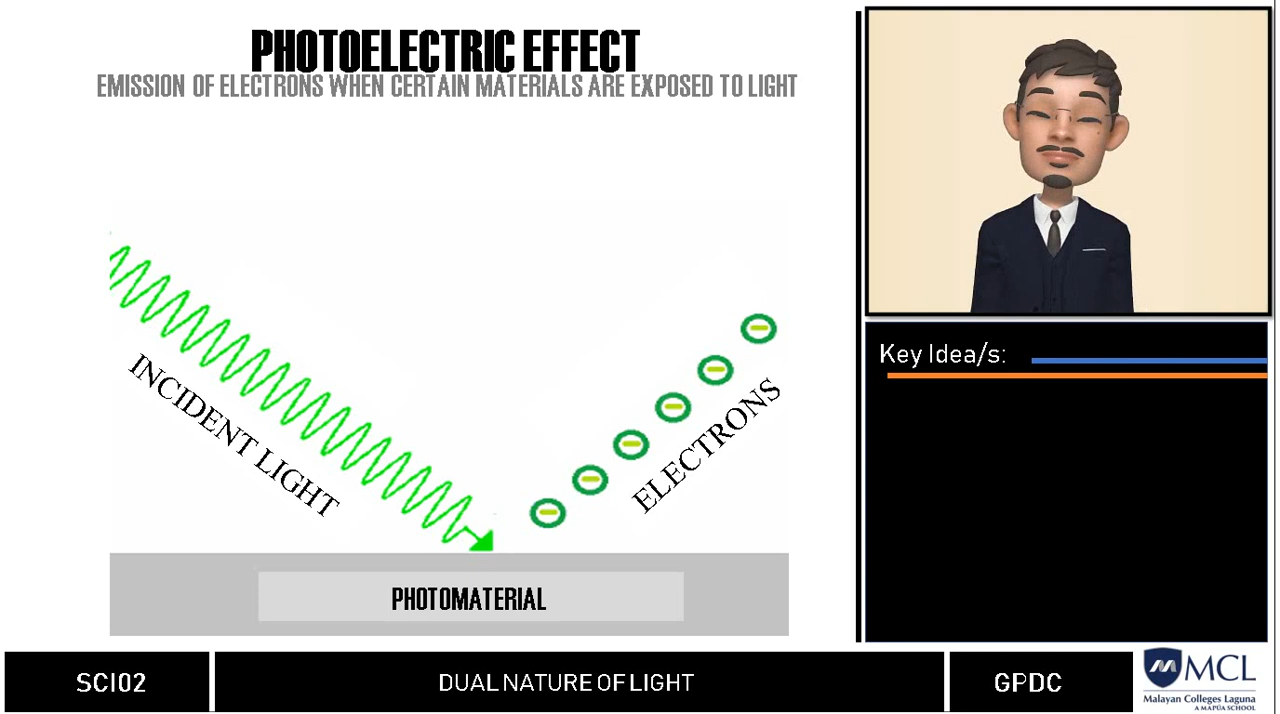 PHOTOELECTRIC EFFECT
EMISSION OF ELECTRONS WHEN CERTAIN MATERIALS ARE EXPOSED TO LIGHT
INCIDENT LIGHT
ELECTRONS
PHOTOMATERIAL
Key Idea/s:
SCI02
DUAL NATURE OF LIGHT
GPDC
MCL
Malayan Colleges Laguna
A MAPÚA SCHOOL